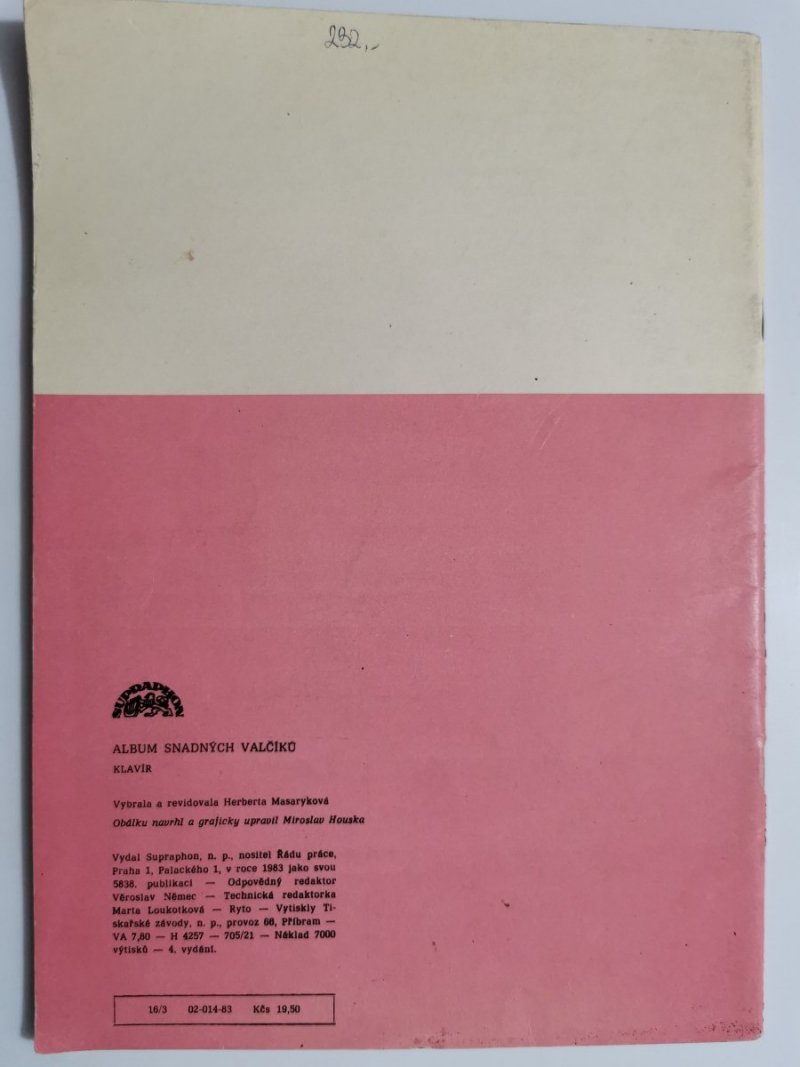 232,-
SUPRAPHON
ALBUM SNADNÝCH VALČÍKŮ
KLAVÍR
Vybrala a revidovala Herberta Masaryková
Obálku navrhl a graficky upravil Miroslav Houska
Vydal Supraphon, n. p., nositel Řádu práce,
Praha 1, Palackého 1, v roce 1983 jako svou
5838. publikaci — Odpovědný redaktor
Věroslav Němec — Technická redaktorka
Marta Loukotková — Ryto — Vytiskly Ti-
skařské závody, n. p., provoz 66, Příbram —
VA 7,80 — H 4257 — 705/21 — Náklad 7000
výtisků — 4. vydání.
16/3 02-014-83 Kčs 19,50